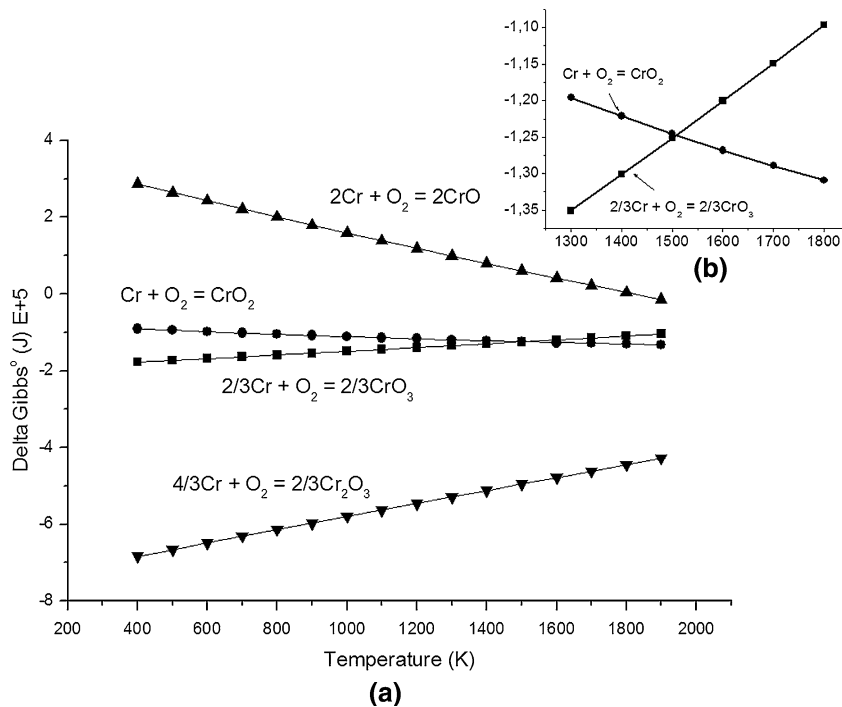 -1,10
-1,15
-1,20
-1,25
-1,30
-1,35
Cr + O₂ = CrO₂
2/3Cr + O₂ = 2/3CrO₃
1300 1400 1500 1600 1700 1800
(b)
Delta Gibbsº (J) E+5
4
2
0
-2
-4
-6
-8
2Cr + O₂ = 2CrO
Cr + O₂ = CrO₂
2/3Cr + O₂ = 2/3CrO₃
4/3Cr + O₂ = 2/3Cr₂O₃
200 400 600 800 1000 1200 1400 1600 1800 2000
Temperature (K)
(a)